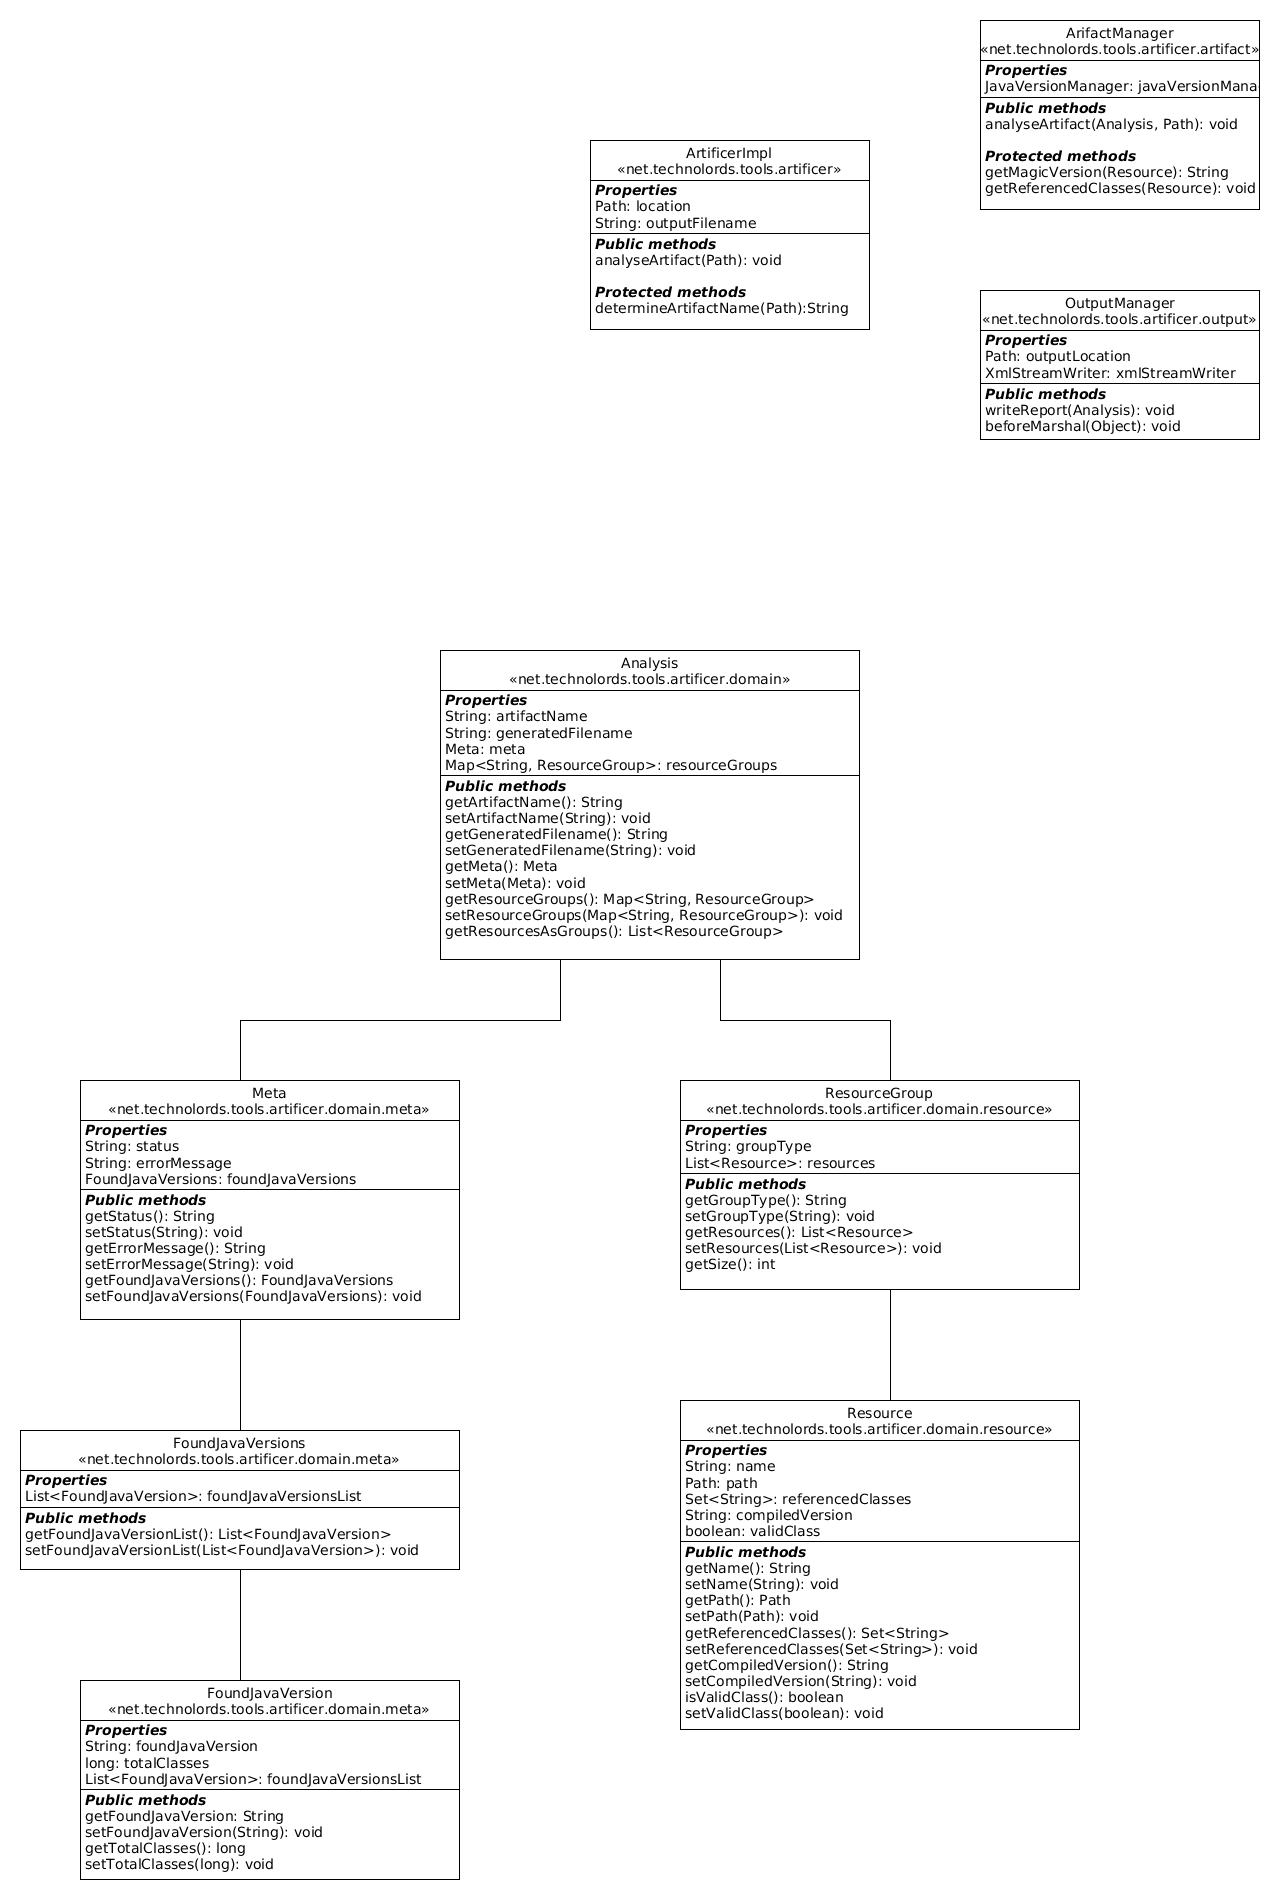 ArifactManager
«net.technolords.tools.artificer.artifact»
Properties
JavaVersionManager: javaVersionMana
Public methods
analyseArtifact(Analysis, Path): void
Protected methods
getMagicVersion(Resource): String
getReferencedClasses(Resource): void
ArtificerImpl
«net.technolords.tools.artificer»
Properties
Path: location
String: outputFilename
Public methods
analyseArtifact(Path): void
Protected methods
determineArtifactName(Path):String
OutputManager
«net.technolords.tools.artificer.output»
Properties
Path: outputLocation
XmlStreamWriter: xmlStreamWriter
Public methods
writeReport(Analysis): void
beforeMarshal(Object): void
Analysis
«net.technolords.tools.artificer.domain»
Properties
String: artifactName
String: generatedFilename
Meta: meta
Map<String, ResourceGroup>: resourceGroups
Public methods
getArtifactName(): String
setArtifactName(String): void
getGeneratedFilename(): String
setGeneratedFilename(String): void
getMeta(): Meta
setMeta(Meta): void
getResourceGroups(): Map<String, ResourceGroup>
setResourceGroups(Map<String, ResourceGroup>): void
getResourcesAsGroups(): List<ResourceGroup>
Meta
«net.technolords.tools.artificer.domain.meta»
Properties
String: status
String: errorMessage
FoundJavaVersions: foundJavaVersions
Public methods
getStatus(): String
setStatus(String): void
getErrorMessage(): String
setErrorMessage(String): void
getFoundJavaVersions(): FoundJavaVersions
setFoundJavaVersions(FoundJavaVersions): void
ResourceGroup
«net.technolords.tools.artificer.domain.resource»
Properties
String: groupType
List<Resource>: resources
Public methods
getGroupType(): String
setGroupType(String): void
getResources(): List<Resource>
setResources(List<Resource>): void
getSize(): int
FoundJavaVersions
«net.technolords.tools.artificer.domain.meta»
Properties
List<FoundJavaVersion>: foundJavaVersionsList
Public methods
getFoundJavaVersionList(): List<FoundJavaVersion>
setFoundJavaVersionList(List<FoundJavaVersion>): void
Resource
«net.technolords.tools.artificer.domain.resource»
Properties
String: name
Path: path
Set<String>: referencedClasses
String: compiledVersion
boolean: validClass
Public methods
getName(): String
setName(String): void
getPath(): Path
setPath(Path): void
getReferencedClasses(): Set<String>
setReferencedClasses(Set<String>): void
getCompiledVersion(): String
setCompiledVersion(String): void
isValidClass(): boolean
setValidClass(boolean): void
FoundJavaVersion
«net.technolords.tools.artificer.domain.meta»
Properties
String: foundJavaVersion
long: totalClasses
List<FoundJavaVersion>: foundJavaVersionsList
Public methods
getFoundJavaVersion: String
setFoundJavaVersion(String): void
getTotalClasses(): long
setTotalClasses(long): void